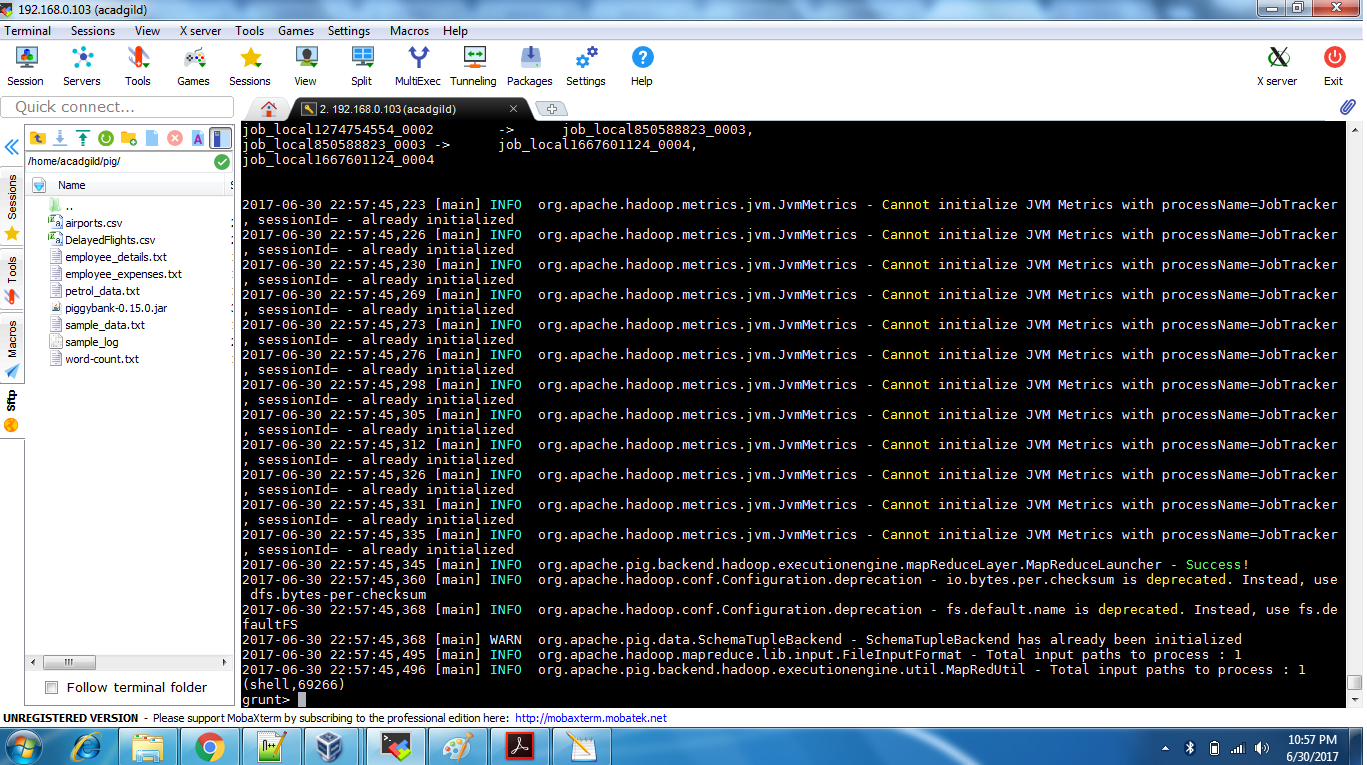 192.168.0.103 (acadgild)
Terminal Sessions View X server Tools Games Settings Macros Help
Session Servers Tools Games Sessions View Split MultiExec Tunneling Packages Settings Help X server Exit
Quick connect...
2. 192.168.0.103 (acadgild)
/home/acadgild/pig/
Name
..
airports.csv
DelayedFlights.csv
employee_details.txt
employee_expenses.txt
petrol_data.txt
piggybank-0.15.0.jar
sample_data.txt
sample_log
word-count.txt
Sessions
Tools
Macros
Sftp
Follow terminal folder
job_local1274754554_0002 -> job_local850588823_0003,
job_local850588823_0003 -> job_local1667601124_0004,
job_local1667601124_0004
2017-06-30 22:57:45,223 [main] INFO org.apache.hadoop.metrics.jvm.JvmMetrics - Cannot initialize JVM Metrics with processName=JobTracker
, sessionId= - already initialized
2017-06-30 22:57:45,226 [main] INFO org.apache.hadoop.metrics.jvm.JvmMetrics - Cannot initialize JVM Metrics with processName=JobTracker
, sessionId= - already initialized
2017-06-30 22:57:45,230 [main] INFO org.apache.hadoop.metrics.jvm.JvmMetrics - Cannot initialize JVM Metrics with processName=JobTracker
, sessionId= - already initialized
2017-06-30 22:57:45,269 [main] INFO org.apache.hadoop.metrics.jvm.JvmMetrics - Cannot initialize JVM Metrics with processName=JobTracker
, sessionId= - already initialized
2017-06-30 22:57:45,273 [main] INFO org.apache.hadoop.metrics.jvm.JvmMetrics - Cannot initialize JVM Metrics with processName=JobTracker
, sessionId= - already initialized
2017-06-30 22:57:45,276 [main] INFO org.apache.hadoop.metrics.jvm.JvmMetrics - Cannot initialize JVM Metrics with processName=JobTracker
, sessionId= - already initialized
2017-06-30 22:57:45,298 [main] INFO org.apache.hadoop.metrics.jvm.JvmMetrics - Cannot initialize JVM Metrics with processName=JobTracker
, sessionId= - already initialized
2017-06-30 22:57:45,305 [main] INFO org.apache.hadoop.metrics.jvm.JvmMetrics - Cannot initialize JVM Metrics with processName=JobTracker
, sessionId= - already initialized
2017-06-30 22:57:45,312 [main] INFO org.apache.hadoop.metrics.jvm.JvmMetrics - Cannot initialize JVM Metrics with processName=JobTracker
, sessionId= - already initialized
2017-06-30 22:57:45,326 [main] INFO org.apache.hadoop.metrics.jvm.JvmMetrics - Cannot initialize JVM Metrics with processName=JobTracker
, sessionId= - already initialized
2017-06-30 22:57:45,331 [main] INFO org.apache.hadoop.metrics.jvm.JvmMetrics - Cannot initialize JVM Metrics with processName=JobTracker
, sessionId= - already initialized
2017-06-30 22:57:45,335 [main] INFO org.apache.hadoop.metrics.jvm.JvmMetrics - Cannot initialize JVM Metrics with processName=JobTracker
, sessionId= - already initialized
2017-06-30 22:57:45,345 [main] INFO org.apache.pig.backend.hadoop.executionengine.mapReduceLayer.MapReduceLauncher - Success!
2017-06-30 22:57:45,360 [main] INFO org.apache.hadoop.conf.Configuration.deprecation - io.bytes.per.checksum is deprecated. Instead, use
dfs.bytes-per-checksum
2017-06-30 22:57:45,368 [main] INFO org.apache.hadoop.conf.Configuration.deprecation - fs.default.name is deprecated. Instead, use fs.de
faultFS
2017-06-30 22:57:45,368 [main] WARN org.apache.pig.data.SchemaTupleBackend - SchemaTupleBackend has already been initialized
2017-06-30 22:57:45,495 [main] INFO org.apache.hadoop.mapreduce.lib.input.FileInputFormat - Total input paths to process : 1
2017-06-30 22:57:45,496 [main] INFO org.apache.pig.backend.hadoop.executionengine.util.MapRedUtil - Total input paths to process : 1
(shell,69266)
grunt>
UNREGISTERED VERSION - Please support MobaXterm by subscribing to the professional edition here: http://mobaxterm.mobatek.net
10:57 PM
6/30/2017